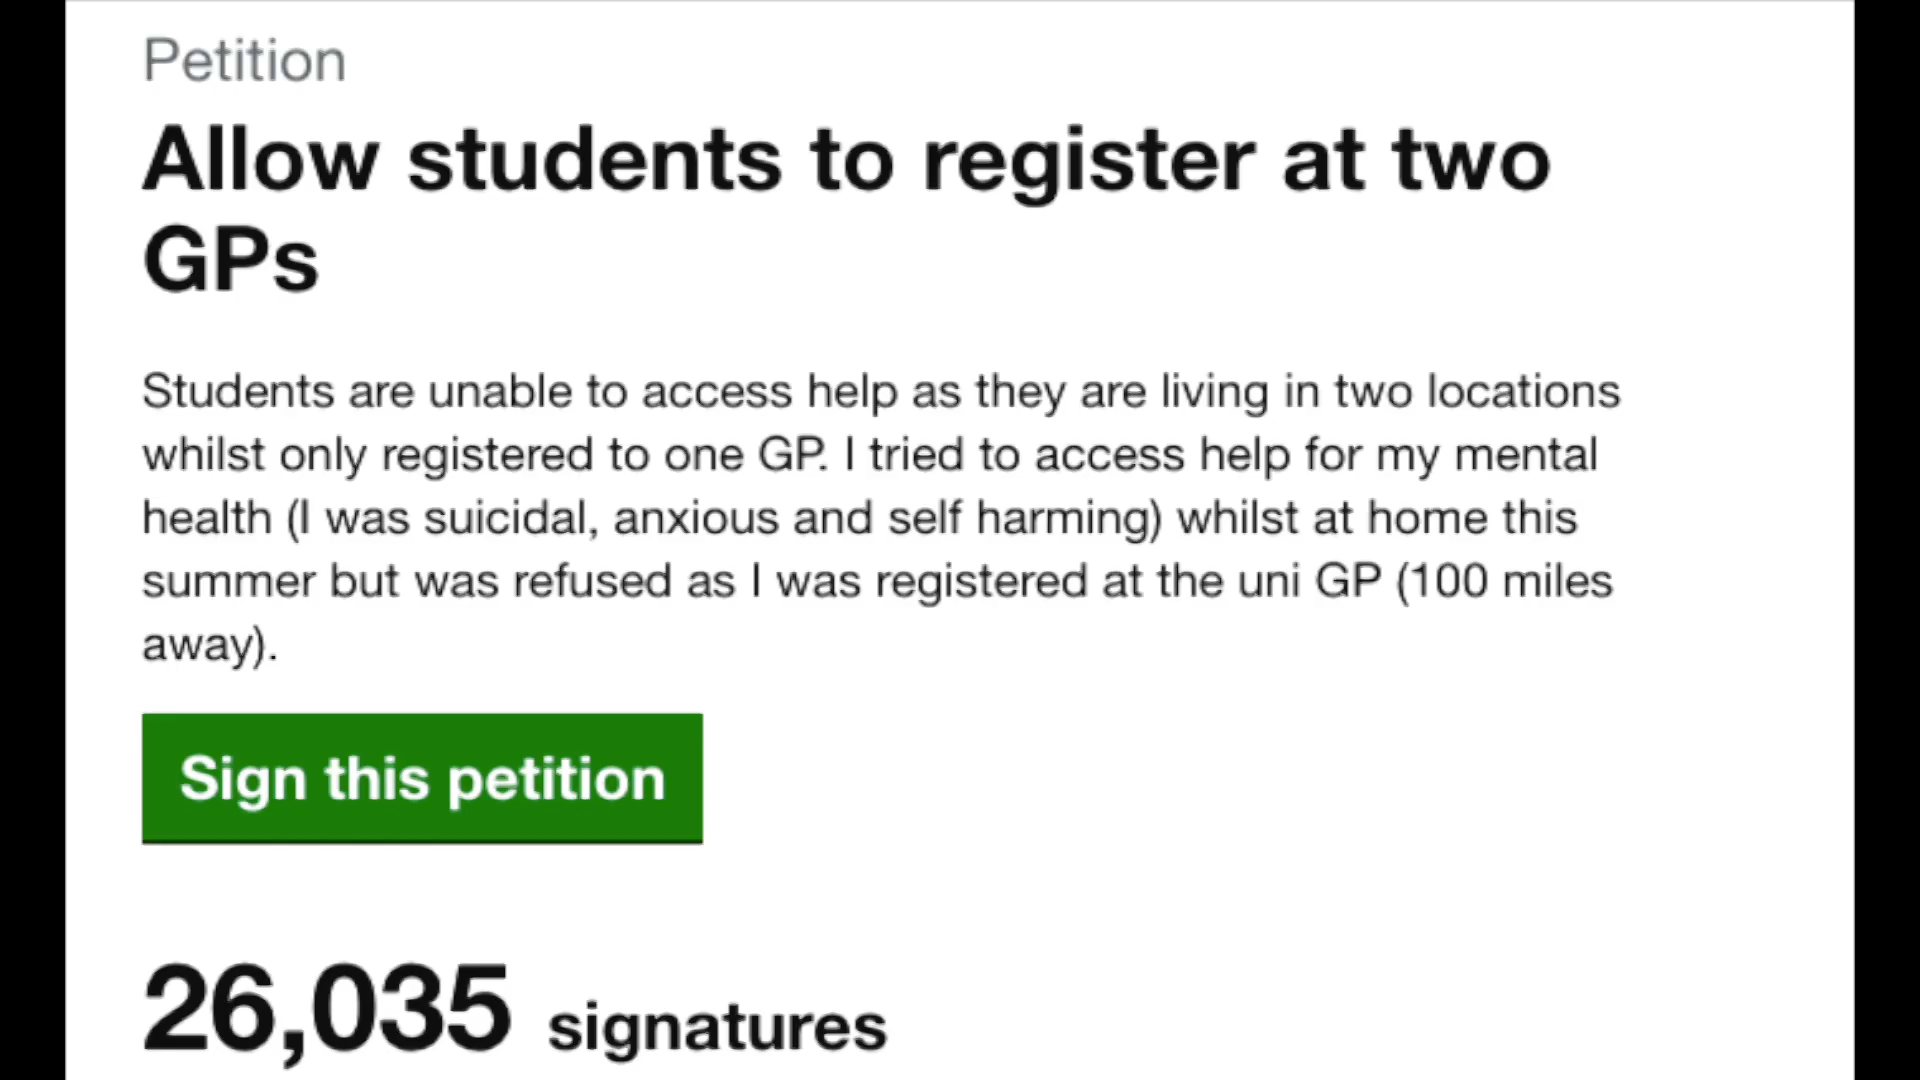 Petition
Allow students to register at two
GPs
Students are unable to access help as they are living in two locations
whilst only registered to one GP. I tried to access help for my mental
health (I was suicidal, anxious and self harming) whilst at home this
summer but was refused as I was registered at the uni GP (100 miles
away).
Sign this petition
26,035 signatures